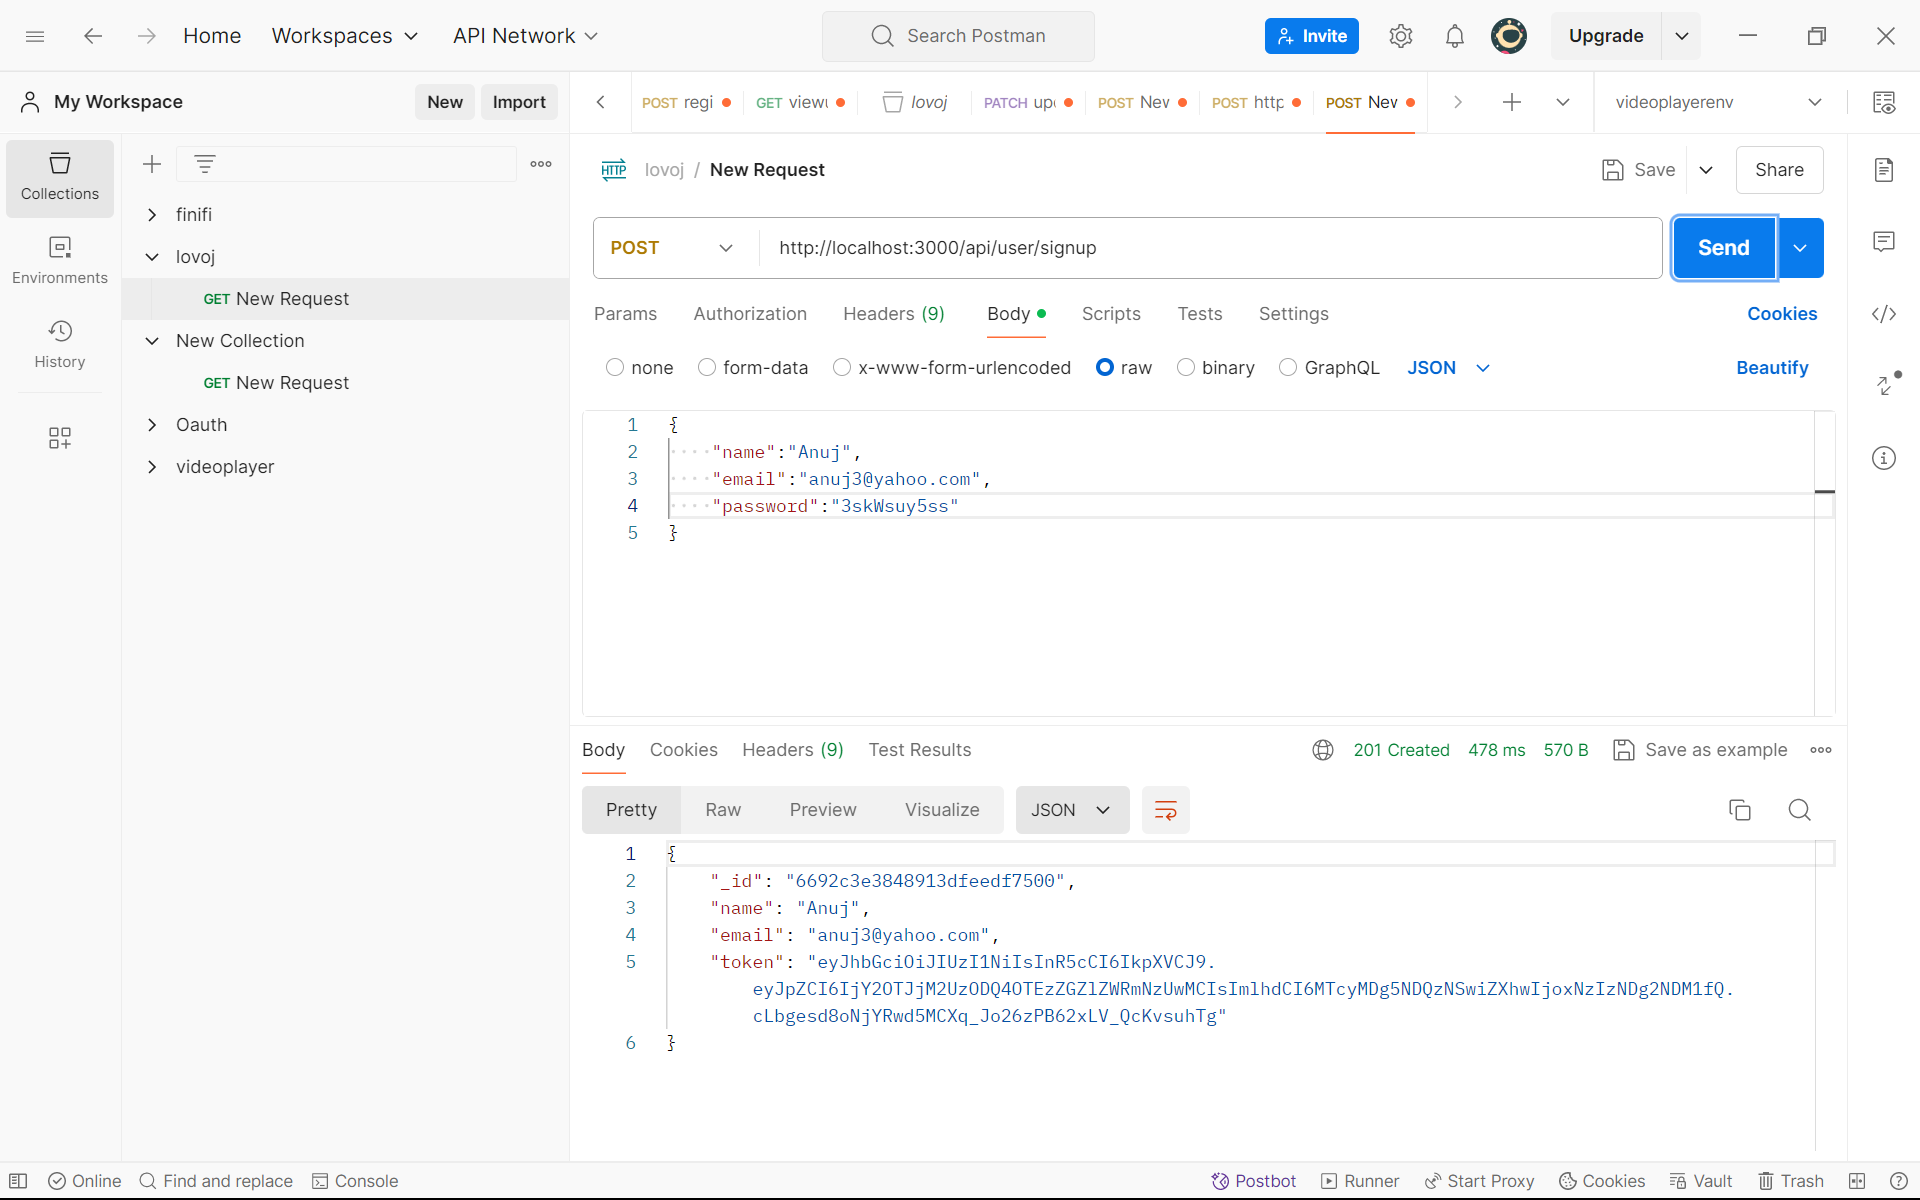 Home Workspaces API Network Search Postman Invite Upgrade
My Workspace New Import POST regi GET view lovoj PATCH up POST New POST http POST New videoplayerenv
Collections
Environments
History
finifi
lovoj
GET New Request
New Collection
GET New Request
Oauth
videoplayer
HTTP lovoj / New Request Save Share
POST http://localhost:3000/api/user/signup Send
Params Authorization Headers (9) Body Scripts Tests Settings Cookies
none form-data x-www-form-urlencoded raw binary GraphQL JSON Beautify
1 {
2 "name":"Anuj",
3 "email":"anuj3@yahoo.com",
4 "password":"3skWsuy5ss"
5 }
Body Cookies Headers (9) Test Results 201 Created 478 ms 570 B Save as example
Pretty Raw Preview Visualize JSON
1 {
2 "_id": "6692c3e3848913dfeedf7500",
3 "name": "Anuj",
4 "email": "anuj3@yahoo.com",
5 "token": "eyJhbGciOiJIUzI1NiIsInR5cCI6IkpXVCJ9.
eyJpZCI6IjY2OTJjM2UzODQ4OTEzZGZlZWRmNzUwMCIsImlhdCI6MTcyMDg5NDQzNSwiZXhwIjoxNzIzNDg2NDM1fQ.
cLbgesd8oNjYRwd5MCXq_Jo26zPB62xLV_QcKvsuhTg"
6 }
Online Find and replace Console Postbot Runner Start Proxy Cookies Vault Trash